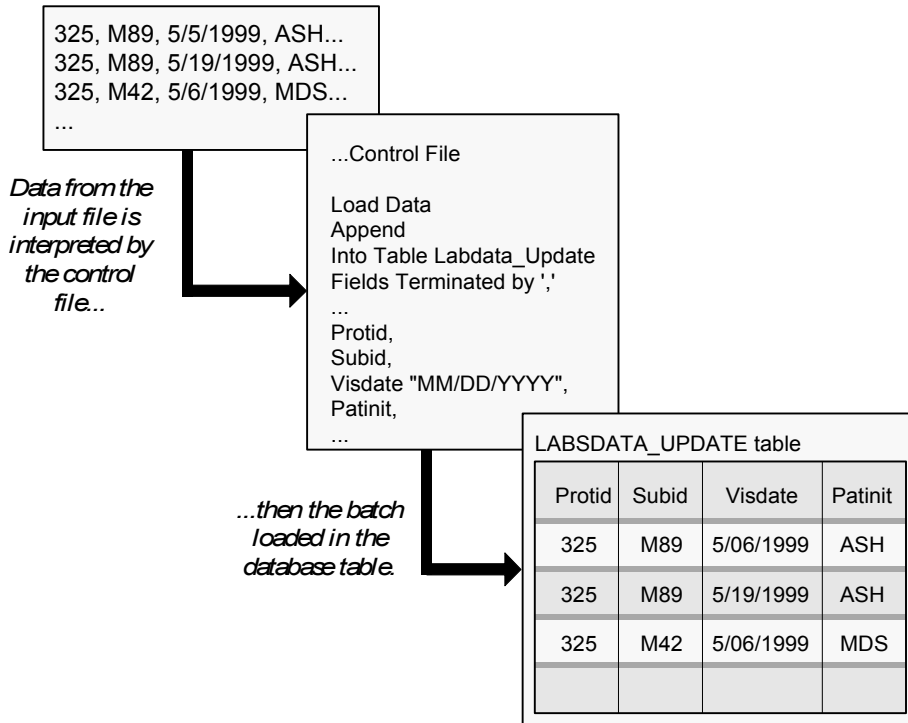 325, M89, 5/5/1999, ASH...
325, M89, 5/19/1999, ASH...
325, M42, 5/6/1999, MDS...
...
Data from the
input file is
interpreted by
the control
file...
...Control File
Load Data
Append
Into Table Labdata_Update
Fields Terminated by ','
...
Protid,
Subid,
Visdate "MM/DD/YYYY",
Patinit,
...
...then the batch
loaded in the
database table.
LABSDATA_UPDATE table
Protid Subid Visdate Patinit
325 M89 5/06/1999 ASH
325 M89 5/19/1999 ASH
325 M42 5/06/1999 MDS